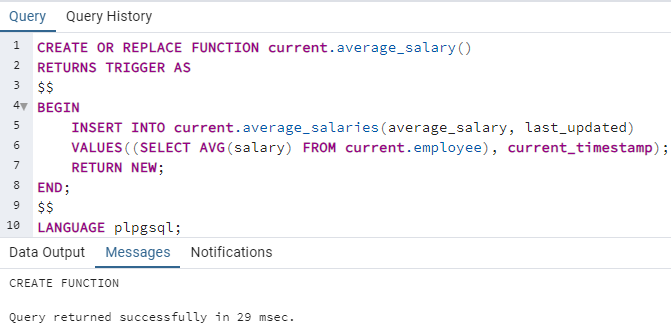 Query Query History
1 CREATE OR REPLACE FUNCTION current.average_salary()
2 RETURNS TRIGGER AS
3 $$
4 BEGIN
5 INSERT INTO current.average_salaries(average_salary, last_updated)
6 VALUES((SELECT AVG(salary) FROM current.employee), current_timestamp);
7 RETURN NEW;
8 END;
9 $$
10 LANGUAGE plpgsql;
Data Output Messages Notifications
CREATE FUNCTION
Query returned successfully in 29 msec.